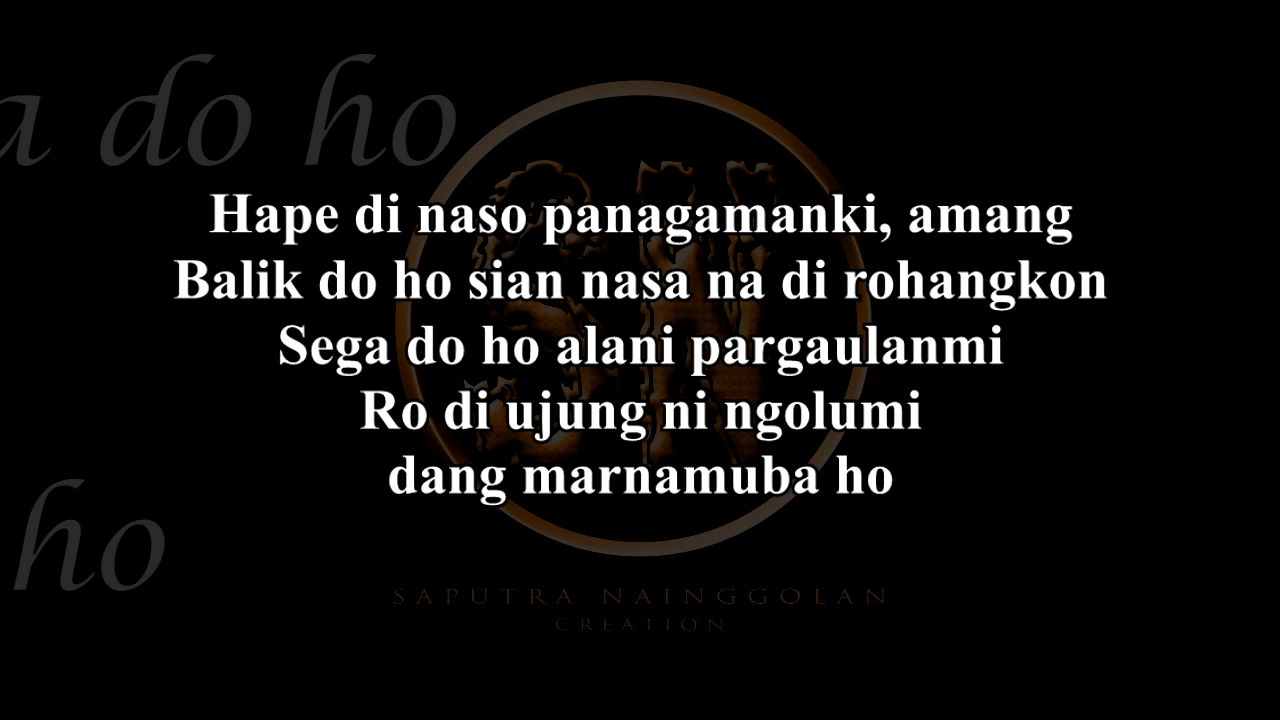 a do ho
Hape di naso panagamanki, amang
Balik do ho sian nasa na di rohangkon
Sega do ho alani pargaulanmi
Ro di ujung ni ngolumi
dang marnamuba ho
ho
SAPUTRA NAINGGOLAN
CREATION